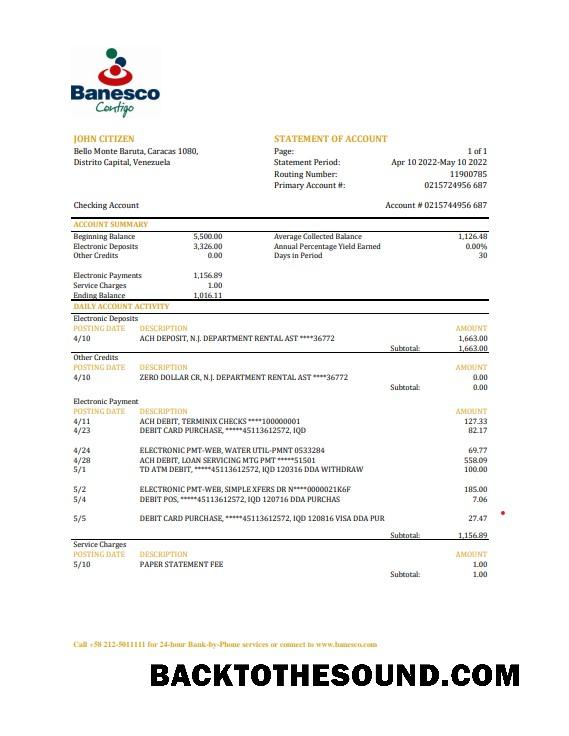 Banesco
Contigo
JOHN CITIZEN
Bello Monte Baruta, Caracas 1080,
Distrito Capital, Venezuela
STATEMENT OF ACCOUNT
Page: 1 of 1
Statement Period: Apr 10 2022-May 10 2022
Routing Number: 11900785
Primary Account #: 0215724956 687
Checking Account Account # 0215744956 687
ACCOUNT SUMMARY
Beginning Balance 5,500.00 Average Collected Balance 1,126.48
Electronic Deposits 3,326.00 Annual Percentage Yield Earned 0.00%
Other Credits 0.00 Days in Period 30
Electronic Payments 1,156.89
Service Charges 1.00
Ending Balance 1,016.11
DAILY ACCOUNT ACTIVITY
Electronic Deposits
POSTING DATE DESCRIPTION AMOUNT
4/10 ACH DEPOSIT, N.J. DEPARTMENT RENTAL AST ****36772 1,663.00
Subtotal: 1,663.00
Other Credits
POSTING DATE DESCRIPTION AMOUNT
4/10 ZERO DOLLAR CR, N.J. DEPARTMENT RENTAL AST ****36772 0.00
Subtotal: 0.00
Electronic Payment
POSTING DATE DESCRIPTION AMOUNT
4/11 ACH DEBIT, TERMINIX CHECKS ****100000001 127.33
4/23 DEBIT CARD PURCHASE, *****45113612572, IQD 82.17
4/24 ELECTRONIC PMT-WEB, WATER UTIL-PMNT 0533284 69.77
4/28 ACH DEBIT, LOAN SERVICING MTG PMT *****51501 558.09
5/1 TD ATM DEBIT, *****45113612572, IQD 120316 DDA WITHDRAW 100.00
5/2 ELECTRONIC PMT-WEB, SIMPLE XFERS DR N****0000021K6F 185.00
5/4 DEBIT POS, *****45113612572, IQD 120716 DDA PURCHAS 7.06
5/5 DEBIT CARD PURCHASE, *****45113612572, IQD 120816 VISA DDA PUR 27.47
Subtotal: 1,156.89
Service Charges
POSTING DATE DESCRIPTION AMOUNT
5/10 PAPER STATEMENT FEE 1.00
Subtotal: 1.00
Call +58 212-5011111 for 24-hour Bank-by-Phone services or connect to www.banesco.com
BACKTOTHESOUND.COM